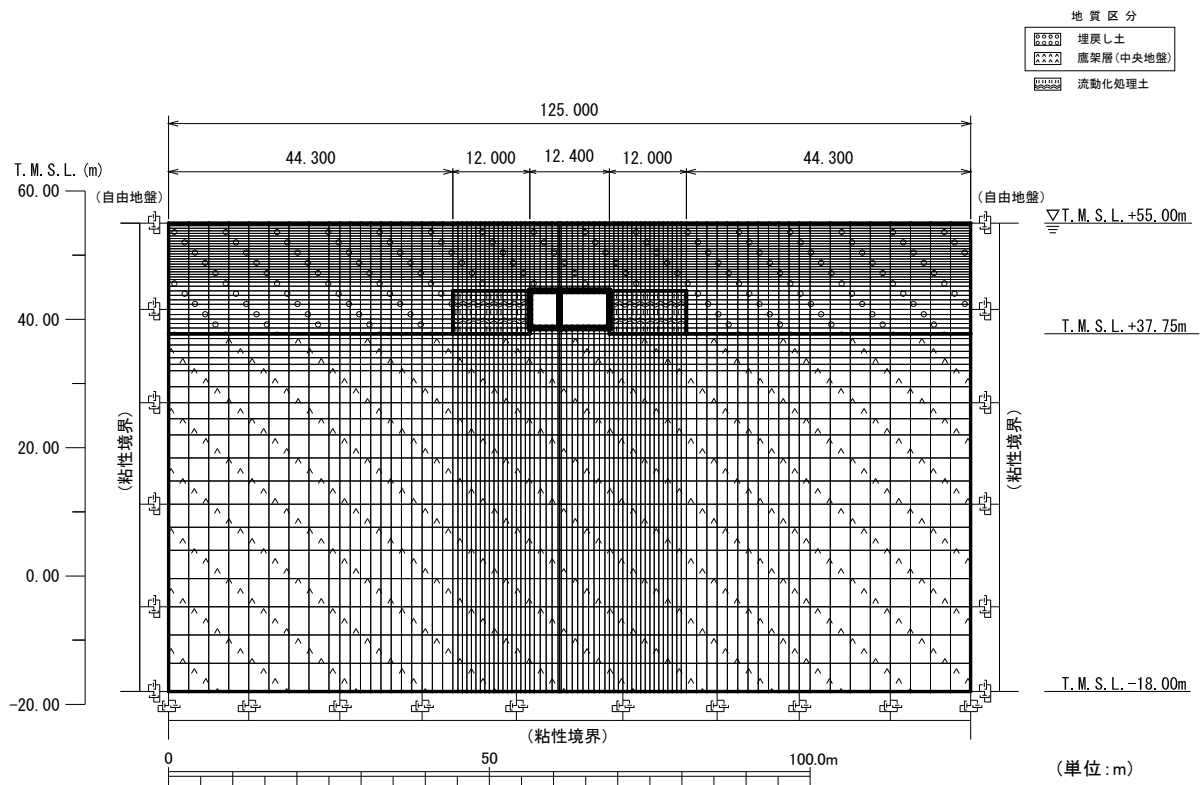 地 質 区 分
埋戻し土
鷹架層(中央地盤)
流動化処理土
125.000
44.300 12.000 12.400 12.000 44.300
T.M.S.L.(m)
60.00
40.00
20.00
0.00
-20.00
(自由地盤)
(自由地盤)
▽T.M.S.L.+55.00m
T.M.S.L.+37.75m
T.M.S.L.-18.00m
(粘性境界)
(粘性境界)
(粘性境界)
0 50 100.0m
(単位:m)